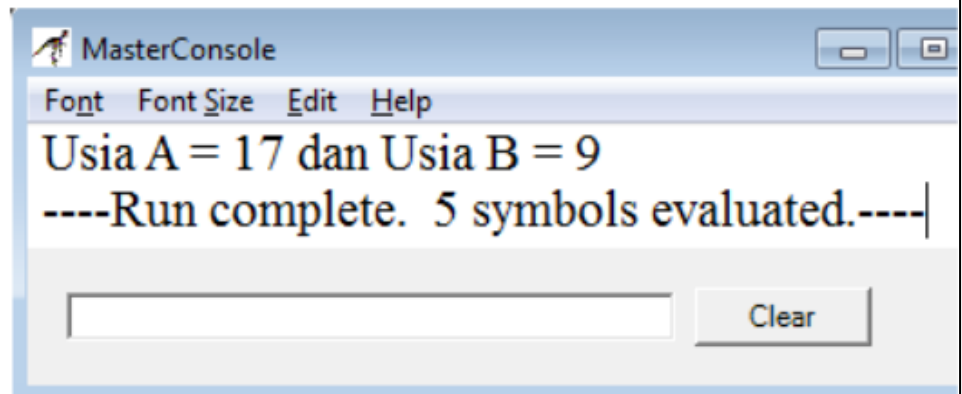 MasterConsole
Font Font Size Edit Help
Usia A = 17 dan Usia B = 9
----Run complete.  5 symbols evaluated.----
Clear